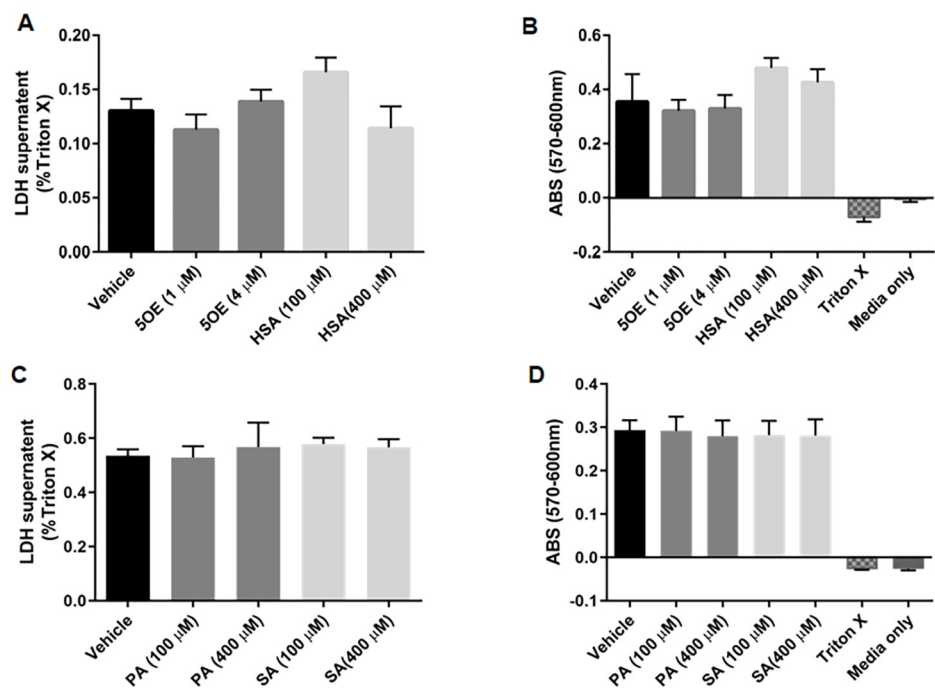 A
LDH supernatent
(%Triton X)
0.20
0.15
0.10
0.05
0.00
Vehicle
5OE (1 μM)
5OE (4 μM)
HSA (100 μM)
HSA(400 μM)
B
ABS (570-600nm)
0.6
0.4
0.2
0.0
-0.2
Vehicle
5OE (1 μM)
5OE (4 μM)
HSA (100 μM)
HSA(400 μM)
Triton X
Media only
C
LDH supernatent
(%Triton X)
0.8
0.6
0.4
0.2
0.0
Vehicle
PA (100 μM)
PA (400 μM)
SA (100 μM)
SA(400 μM)
D
ABS (570-600nm)
0.4
0.3
0.2
0.1
0.0
-0.1
Vehicle
PA (100 μM)
PA (400 μM)
SA (100 μM)
SA(400 μM)
Triton X
Media only